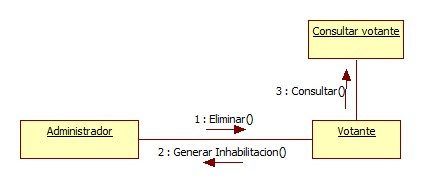 Consultar votante
3 : Consultar()
1 : Eliminar()
Administrador
Votante
2 : Generar Inhabilitacion()